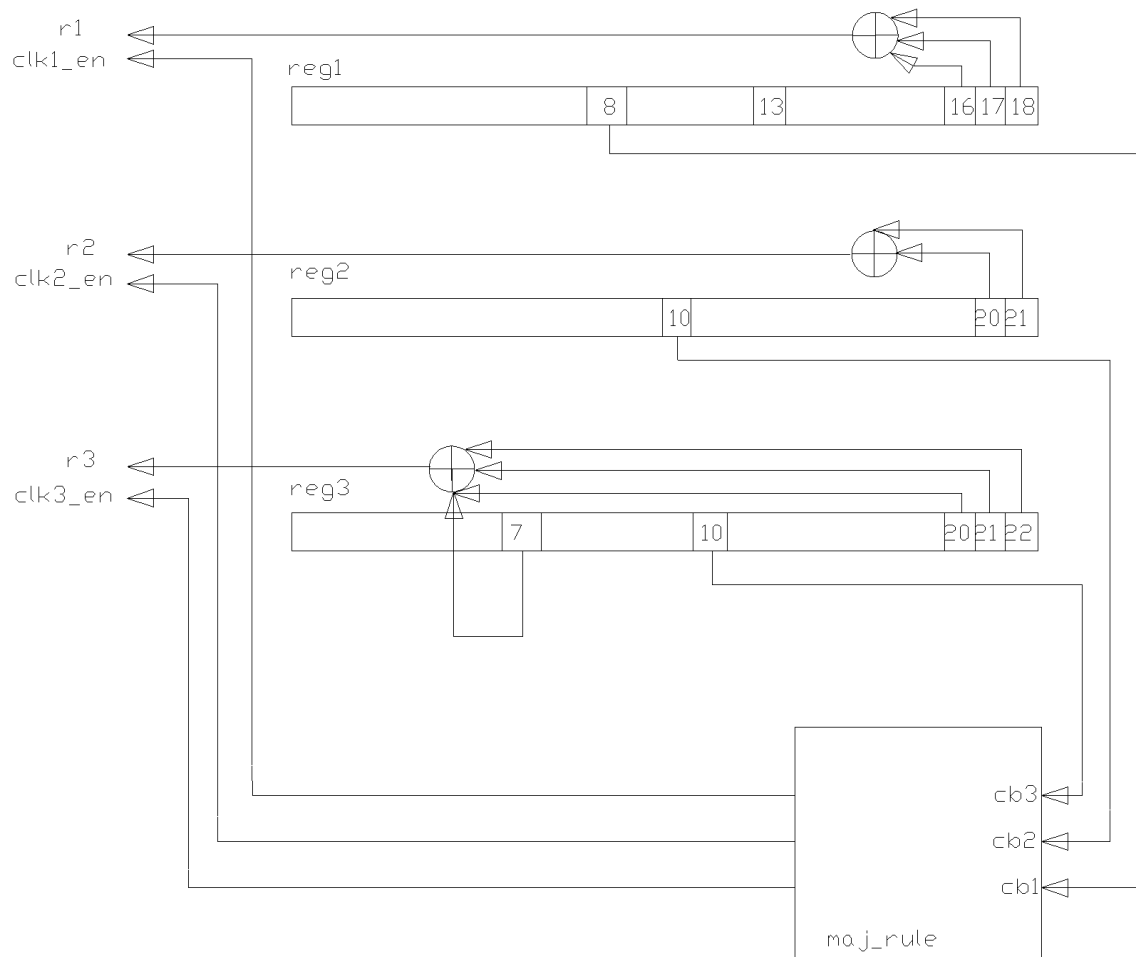 r1
clk1_en
reg1
8 13 16 17 18
r2
clk2_en
reg2
10 20 21
r3
clk3_en
reg3
7 10 20 21 22
cb3
cb2
cb1
maj_rule